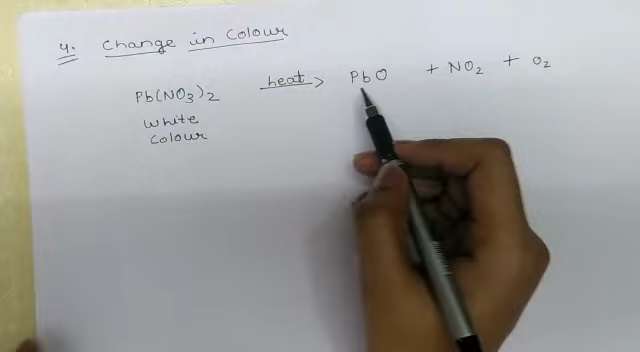 4. Change in Colour
Pb(NO₃)₂ heat> PbO + NO₂ + O₂
White
Colour